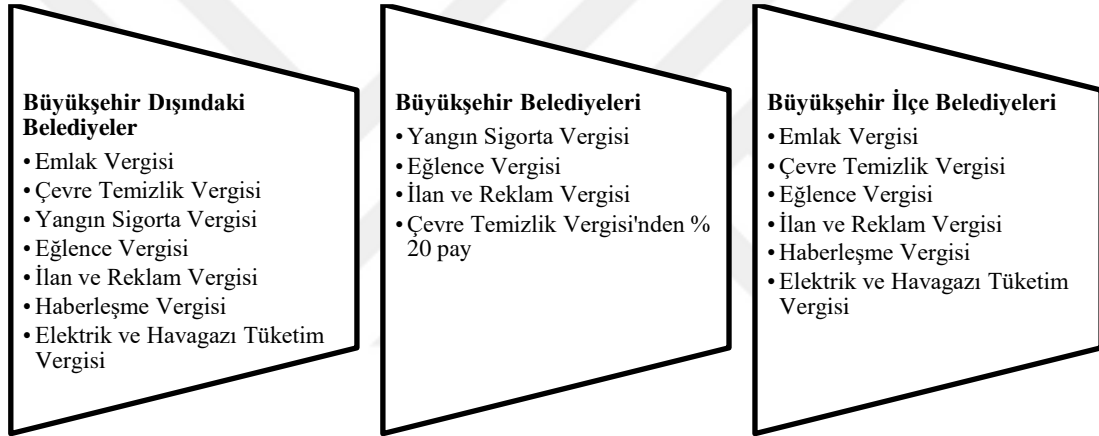 Büyükşehir Dışındaki
Belediyeler
• Emlak Vergisi
• Çevre Temizlik Vergisi
• Yangın Sigorta Vergisi
• Eğlence Vergisi
• İlan ve Reklam Vergisi
• Haberleşme Vergisi
• Elektrik ve Havagazı Tüketim
Vergisi
Büyükşehir Belediyeleri
• Yangın Sigorta Vergisi
• Eğlence Vergisi
• İlan ve Reklam Vergisi
• Çevre Temizlik Vergisi'nden %
20 pay
Büyükşehir İlçe Belediyeleri
• Emlak Vergisi
• Çevre Temizlik Vergisi
• Eğlence Vergisi
• İlan ve Reklam Vergisi
• Haberleşme Vergisi
• Elektrik ve Havagazı Tüketim
Vergisi